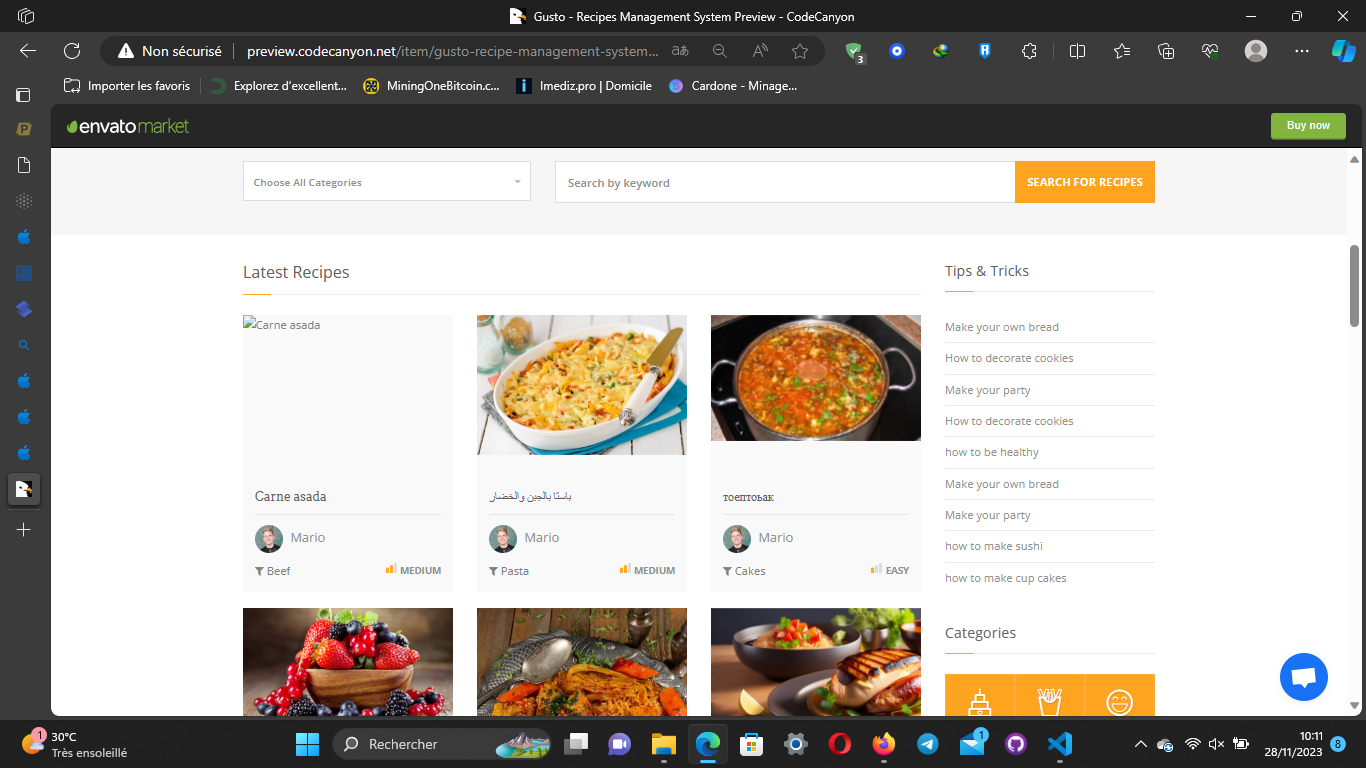 Gusto - Recipes Management System Preview - CodeCanyon
Non sécurisé
preview.codecanyon.net/item/gusto-recipe-management-system...
3
Importer les favoris
Explorez d'excellent...
MiningOneBitcoin.c...
Imediz.pro | Domicile
Cardone - Minage...
envato market
Buy now
Choose All Categories
Search by keyword
SEARCH FOR RECIPES
Latest Recipes
Carne asada
Carne asada
Mario
Beef
MEDIUM
باستا بالجبن والخضار
Mario
Pasta
MEDIUM
тоептоьак
Mario
Cakes
EASY
Tips & Tricks
Make your own bread
How to decorate cookies
Make your party
How to decorate cookies
how to be healthy
Make your own bread
Make your party
how to make sushi
how to make cup cakes
Categories
1
30°C
Très ensoleillé
Rechercher
1
10:11
28/11/2023
8